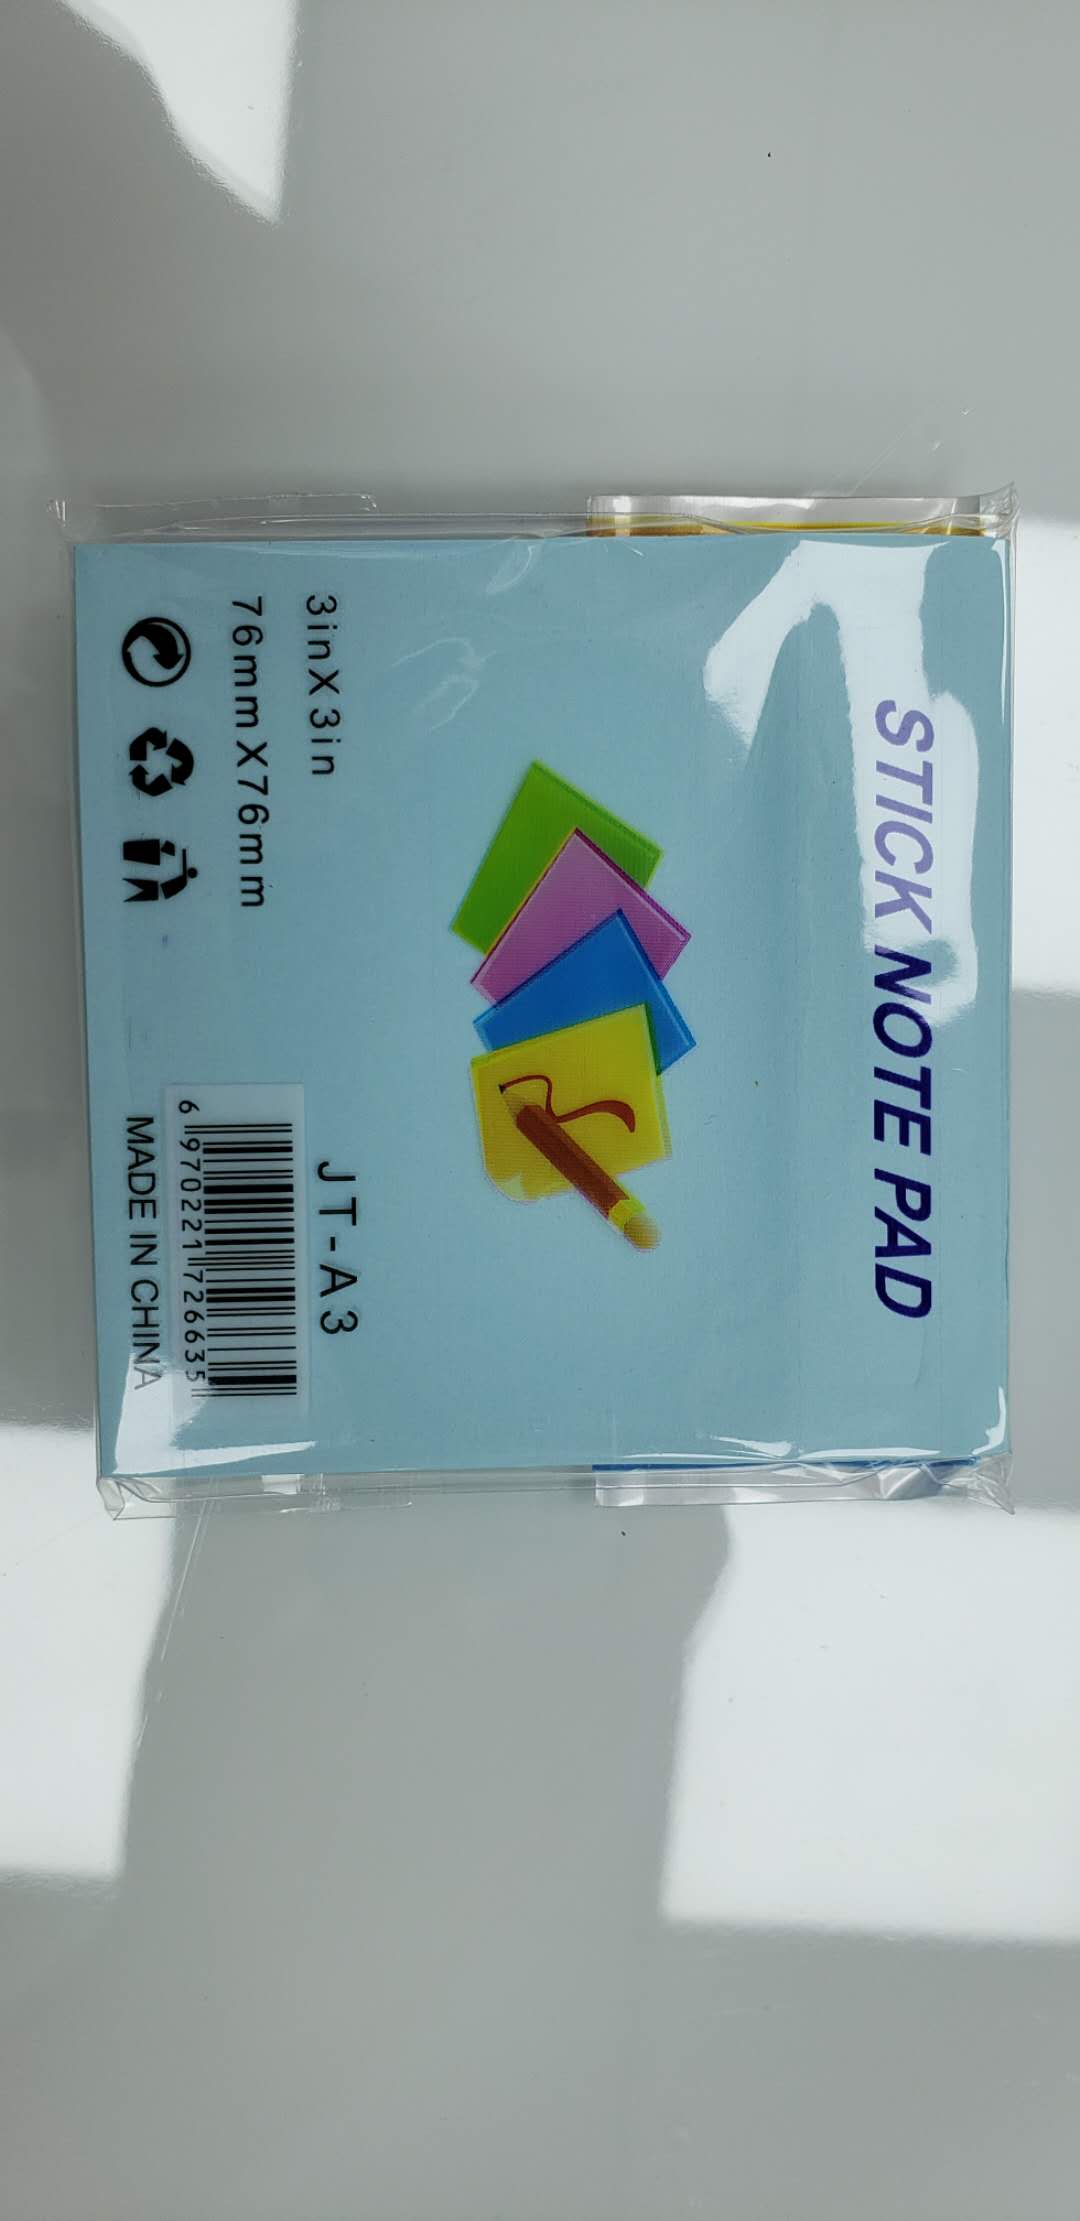 STICK NOTE PAD
3inX3in
76mmX76mm
JT-A3
6 970221 726635
MADE IN CHINA